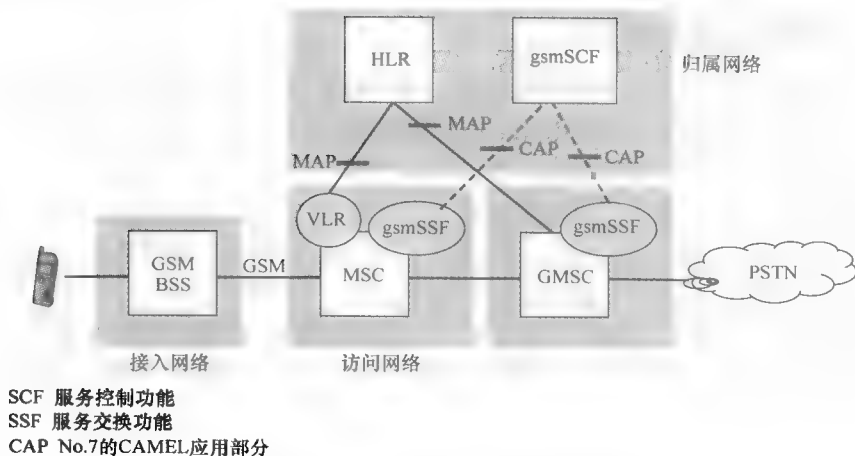 HLR
gsmSCF
归属网络
MAP
MAP
CAP
CAP
VLR
gsmSSF
gsmSSF
GSM
BSS
GSM
MSC
GMSC
PSTN
接入网络
访问网络
SCF 服务控制功能
SSF 服务交换功能
CAP No.7的CAMEL应用部分